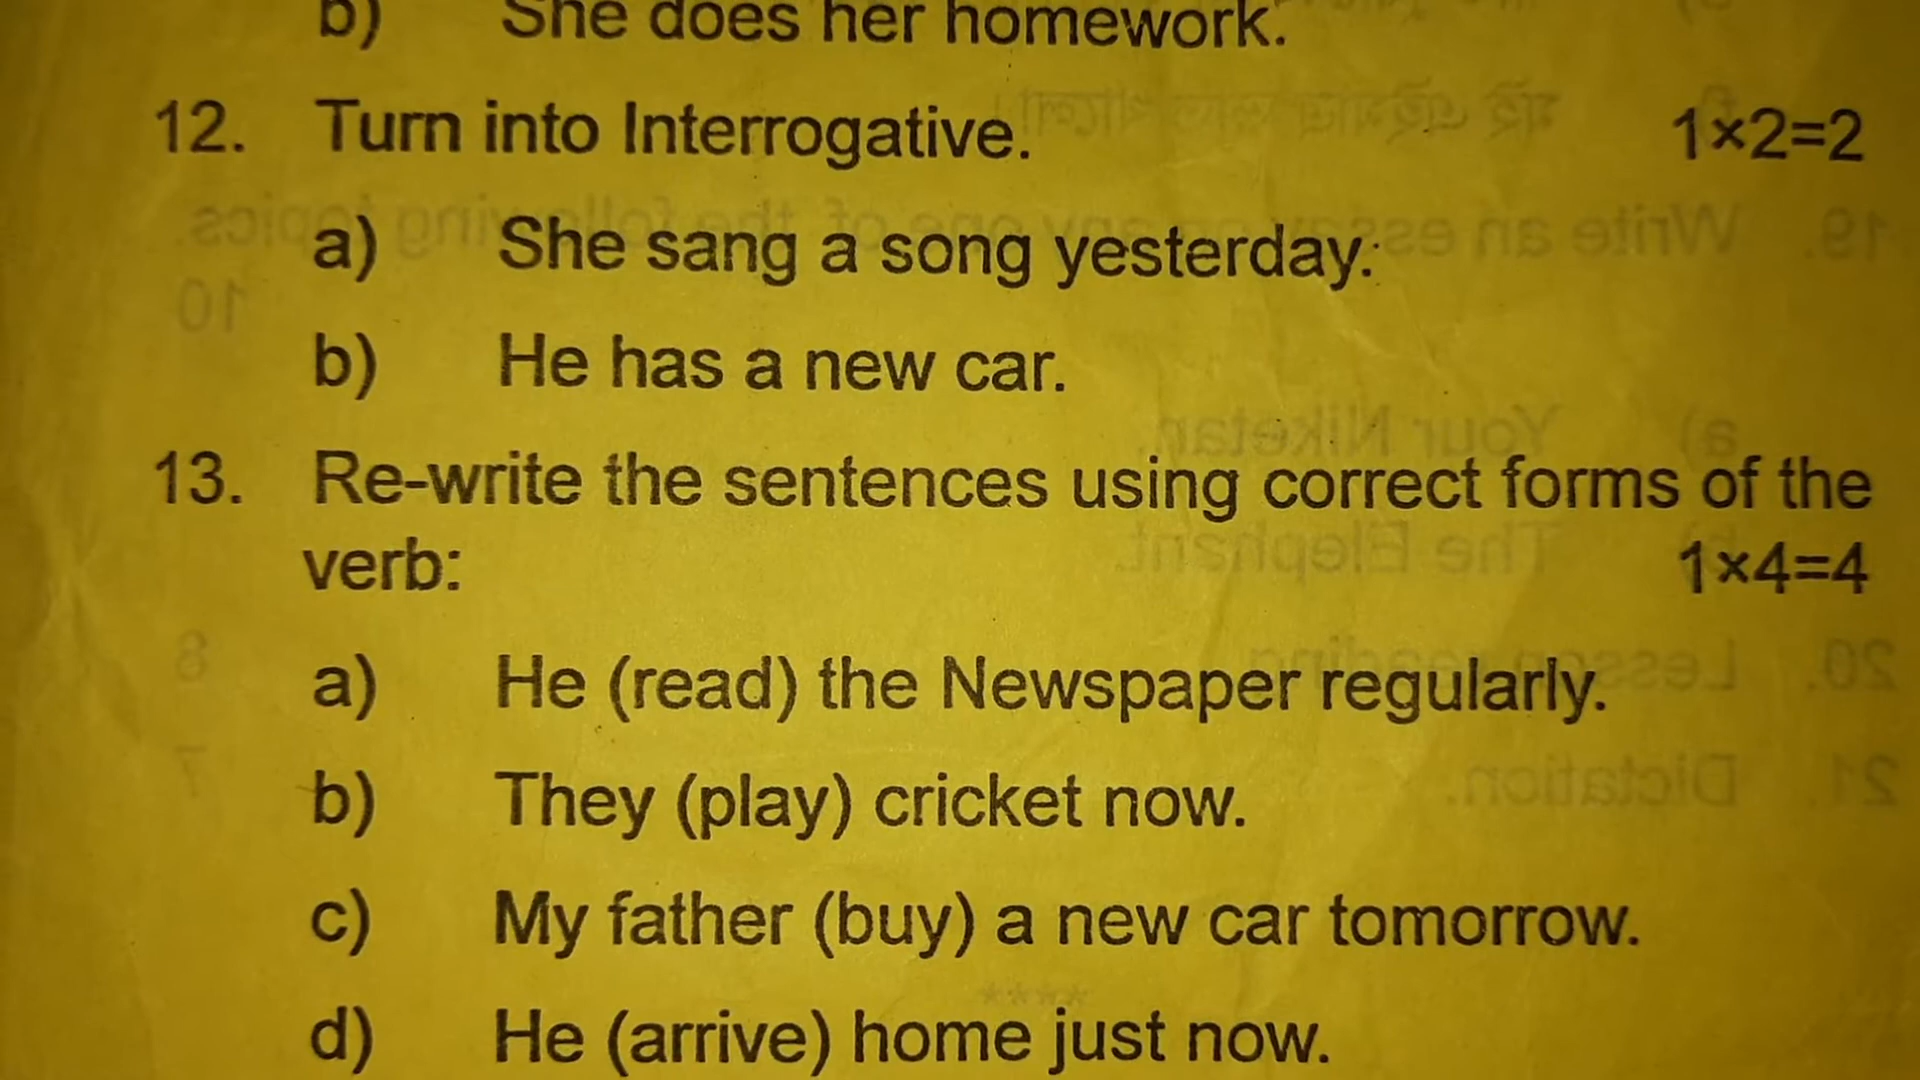 b) She does her homework.
12. Turn into Interrogative. 1×2=2
a) She sang a song yesterday.
b) He has a new car.
13. Re-write the sentences using correct forms of the
verb: 1×4=4
a) He (read) the Newspaper regularly.
b) They (play) cricket now.
c) My father (buy) a new car tomorrow.
d) He (arrive) home just now.